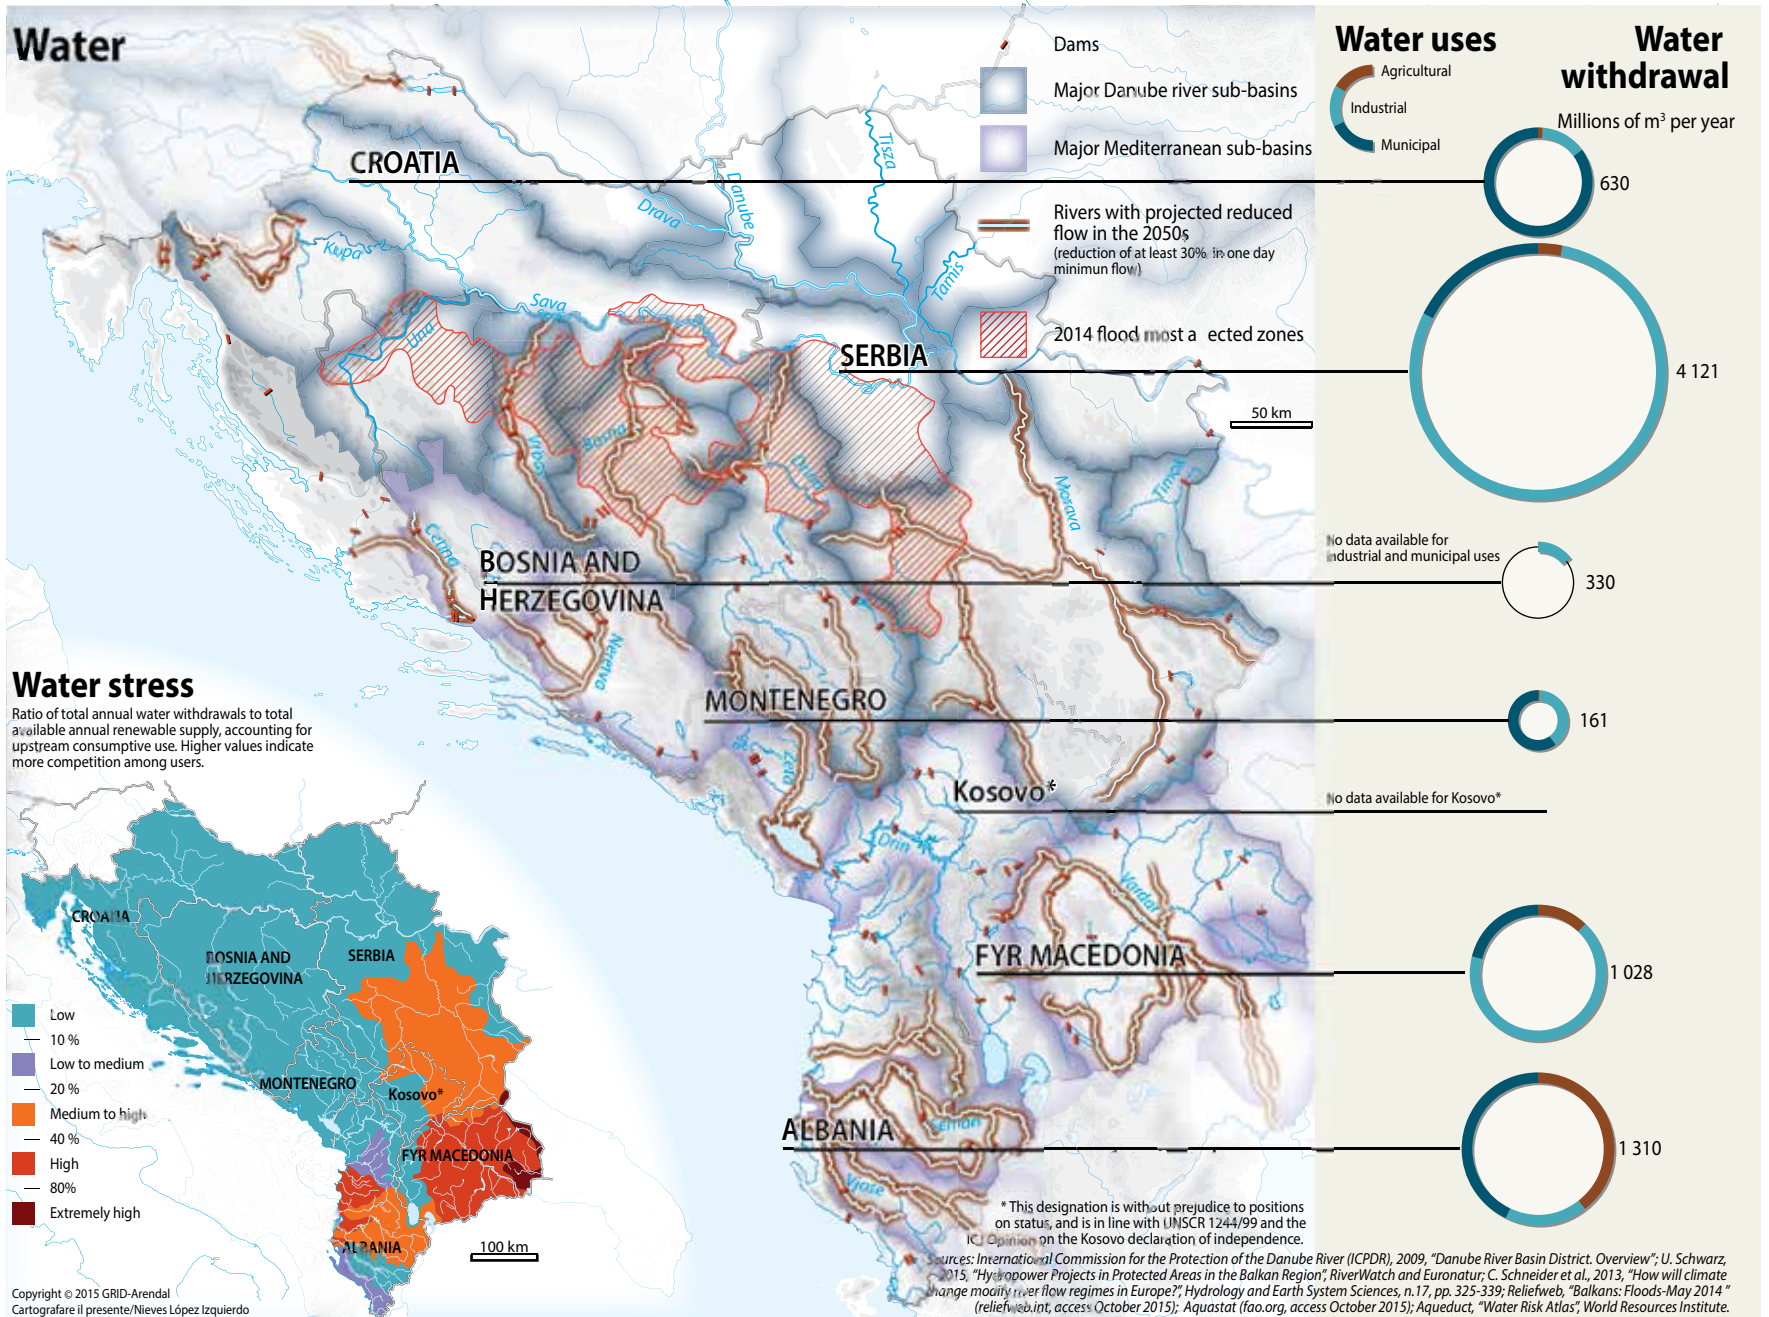 Water
Dams
Major Danube river sub-basins
Major Mediterranean sub-basins
Rivers with projected reduced
flow in the 2050s
(reduction of at least 30% in one day
minimun flow)
2014 flood most a ected zones
50 km
Water uses
Agricultural
Industrial
Municipal
Water
withdrawal
Millions of m³ per year
630
4 121
No data available for
industrial and municipal uses
330
161
No data available for Kosovo*
1 028
1 310
CROATIA
SERBIA
BOSNIA AND
HERZEGOVINA
MONTENEGRO
Kosovo*
FYR MACEDONIA
ALBANIA
Tisza
Danube
Drava
Kupa
Tamis
Sava
Una
Vrbas
Bosna
Drina
Morava
Timok
Cetina
Neretva
Zeta
Drin
Vardar
Seman
Vjose
Water stress
Ratio of total annual water withdrawals to total
available annual renewable supply, accounting for
upstream consumptive use. Higher values indicate
more competition among users.
CROATIA
BOSNIA AND
HERZEGOVINA
SERBIA
MONTENEGRO
Kosovo*
FYR MACEDONIA
ALBANIA
Low
10 %
Low to medium
20 %
Medium to high
40 %
High
80%
Extremely high
100 km
* This designation is without prejudice to positions
on status, and is in line with UNSCR 1244/99 and the
ICJ Opinion on the Kosovo declaration of independence.
Sources: International Commission for the Protection of the Danube River (ICPDR), 2009, “Danube River Basin District. Overview”; U. Schwarz,
2015, “Hydropower Projects in Protected Areas in the Balkan Region”, RiverWatch and Euronatur; C. Schneider et al., 2013, “How will climate
change modify river flow regimes in Europe?”, Hydrology and Earth System Sciences, n.17, pp. 325-339; Reliefweb, “Balkans: Floods-May 2014 ”
(reliefweb.int, access October 2015); Aquastat (fao.org, access October 2015); Aqueduct, “Water Risk Atlas”, World Resources Institute.
Copyright © 2015 GRID-Arendal
Cartografare il presente/Nieves López Izquierdo